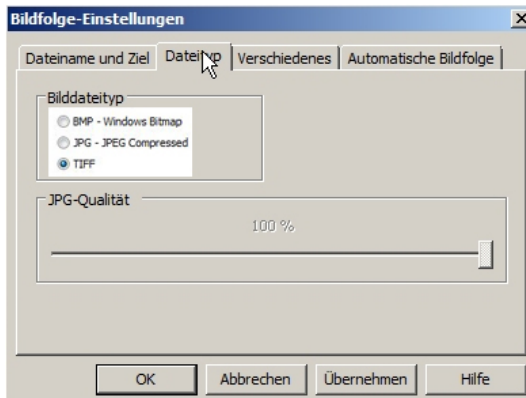 Bildfolge-Einstellungen
Dateiname und Ziel Dateityp Verschiedenes Automatische Bildfolge
Bilddateityp
BMP - Windows Bitmap
JPG - JPEG Compressed
TIFF
JPG-Qualität
100 %
OK Abbrechen Übernehmen Hilfe